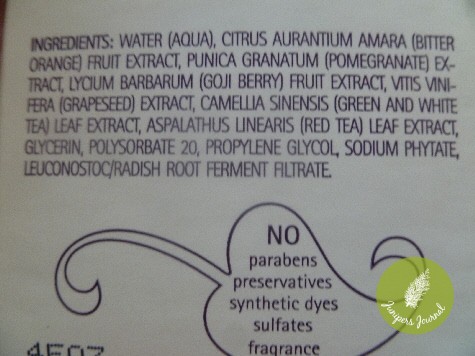 INGREDIENTS: WATER (AQUA), CITRUS AURANTIUM AMARA (BITTER
ORANGE) FRUIT EXTRACT, PUNICA GRANATUM (POMEGRANATE) EX-
TRACT, LYCIUM BARBARUM (GOJI BERRY) FRUIT EXTRACT, VITIS VINI-
FERA (GRAPESEED) EXTRACT, CAMELLIA SINENSIS (GREEN AND WHITE
TEA) LEAF EXTRACT, ASPALATHUS LINEARIS (RED TEA) LEAF EXTRACT,
GLYCERIN, POLYSORBATE 20, PROPYLENE GLYCOL, SODIUM PHYTATE,
LEUCONOSTOC/RADISH ROOT FERMENT FILTRATE.
NO
parabens
preservatives
synthetic dyes
sulfates
fragrance
Junipers Journal